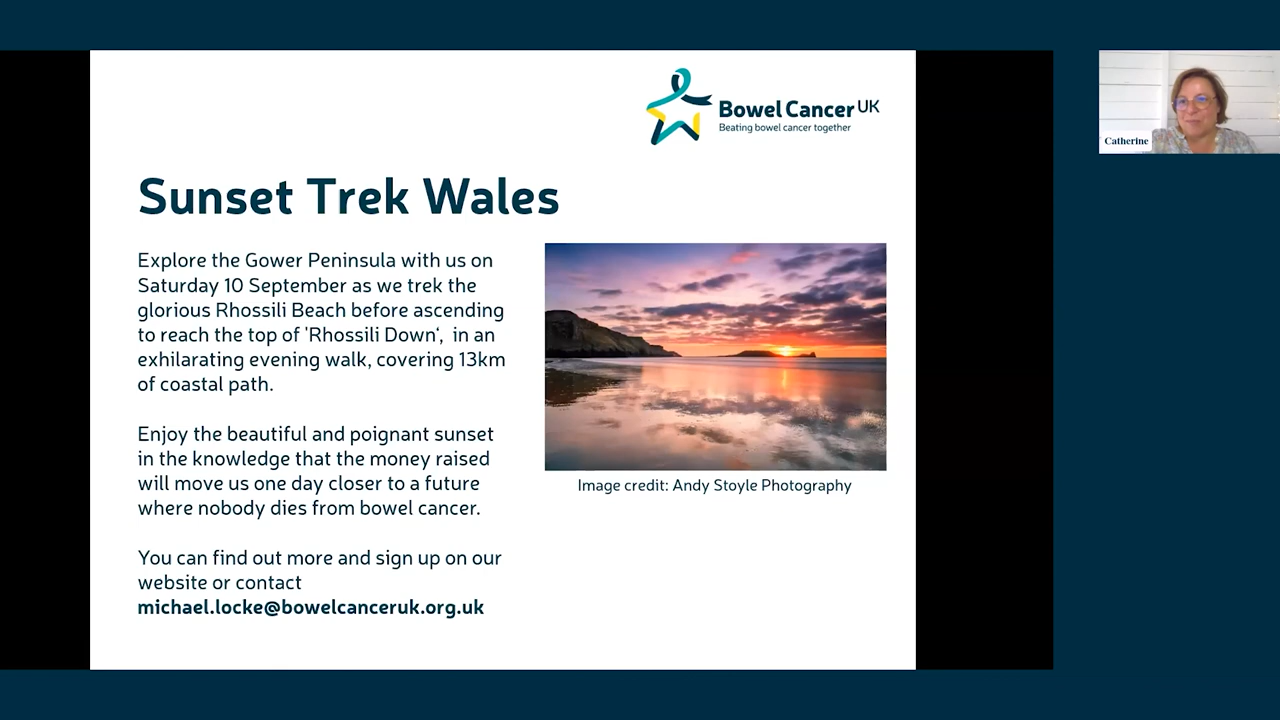 Bowel Cancer UK
Beating bowel cancer together
Catherine
Sunset Trek Wales
Explore the Gower Peninsula with us on
Saturday 10 September as we trek the
glorious Rhossili Beach before ascending
to reach the top of 'Rhossili Down‘,  in an
exhilarating evening walk, covering 13km
of coastal path.
Enjoy the beautiful and poignant sunset
in the knowledge that the money raised
will move us one day closer to a future
where nobody dies from bowel cancer.
You can find out more and sign up on our
website or contact
michael.locke@bowelcanceruk.org.uk
Image credit: Andy Stoyle Photography